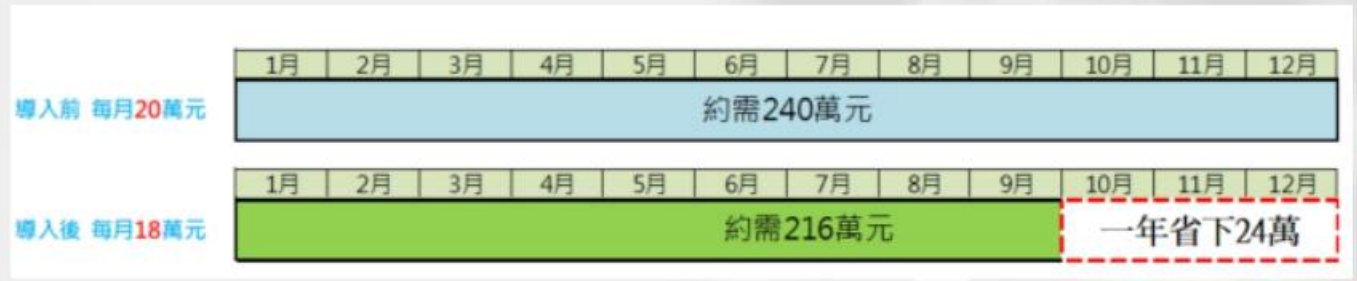 1月 2月 3月 4月 5月 6月 7月 8月 9月 10月 11月 12月
導入前 每月20萬元 約需240萬元
1月 2月 3月 4月 5月 6月 7月 8月 9月 10月 11月 12月
導入後 每月18萬元 約需216萬元 一年省下24萬